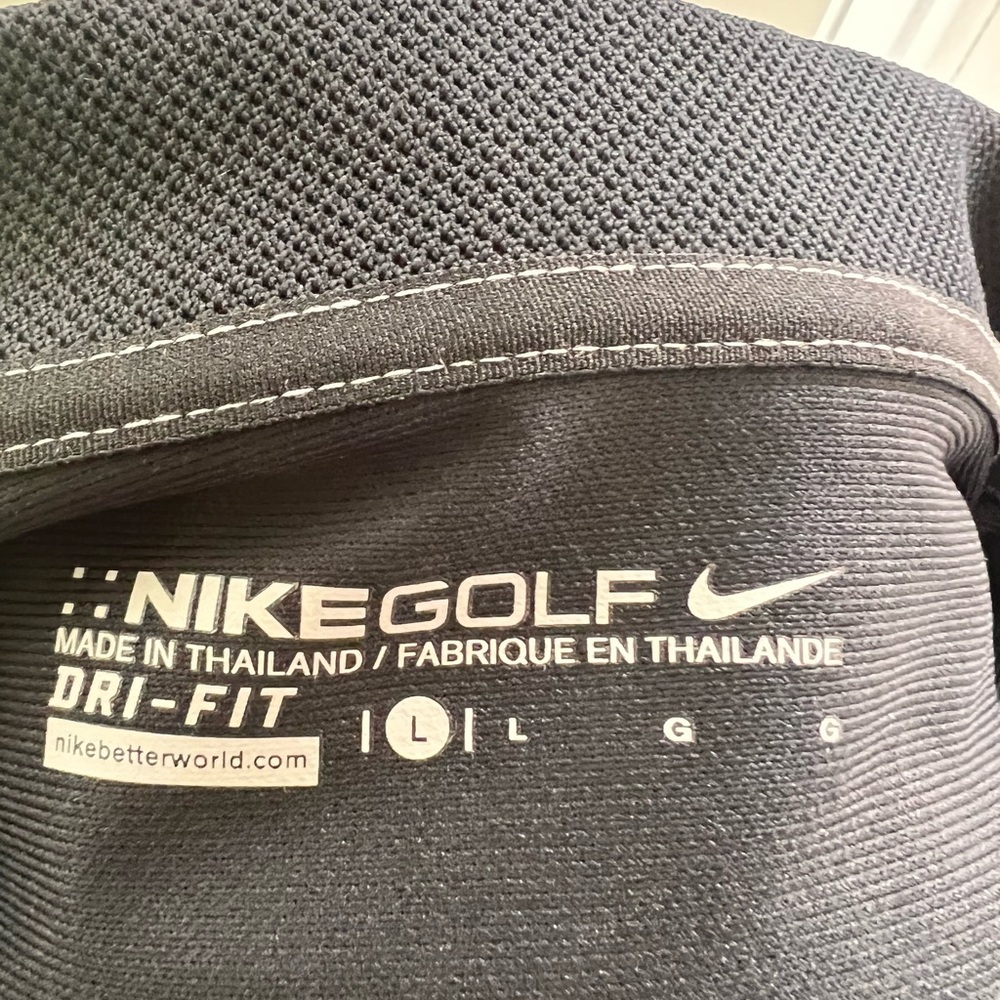 NIKEGOLF
MADE IN THAILAND / FABRIQUE EN THAILANDE
DRI-FIT
| L | L G G
nikebetterworld.com